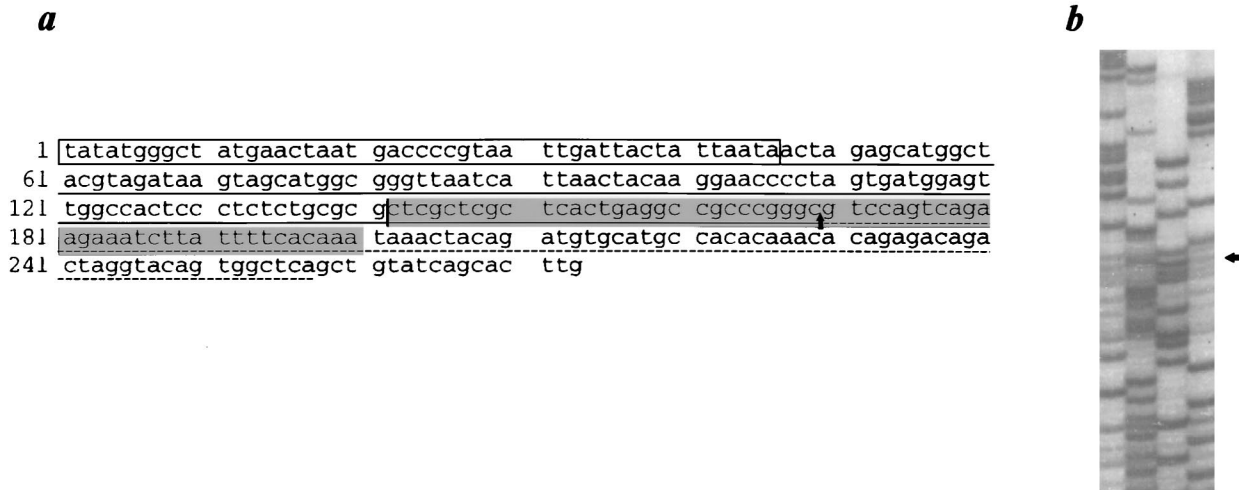 a b
1 tatatgggct atgaactaat gaccccgtaa ttgattacta ttaataacta gagcatggct
61 acgtagataa gtagcatggc gggttaatca ttaactacaa ggaaccccta gtgatggagt
121 tggccactcc ctctctgcgc gctcgctcgc tcactgaggc cgcccgggcg tccagtcaga
181 agaaatctta ttttcacaaa taaactacag atgtgcatgc cacacaaaca cagagacaga
241 ctaggtacag tggctcagct gtatcagcac ttg